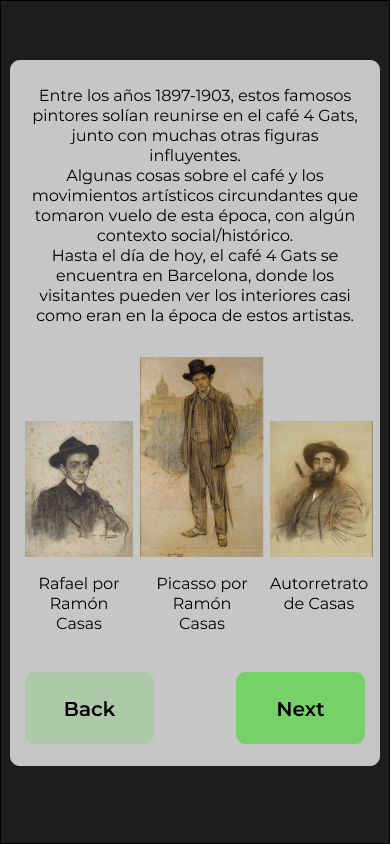 Entre los años 1897-1903, estos famosos
pintores solían reunirse en el café 4 Gats,
junto con muchas otras figuras
influyentes.
Algunas cosas sobre el café y los
movimientos artísticos circundantes que
tomaron vuelo de esta época, con algún
contexto social/histórico.
Hasta el día de hoy, el café 4 Gats se
encuentra en Barcelona, donde los
visitantes pueden ver los interiores casi
como eran en la época de estos artistas.
Rafael por
Ramón
Casas
Picasso por
Ramón
Casas
Autorretrato
de Casas
Back
Next